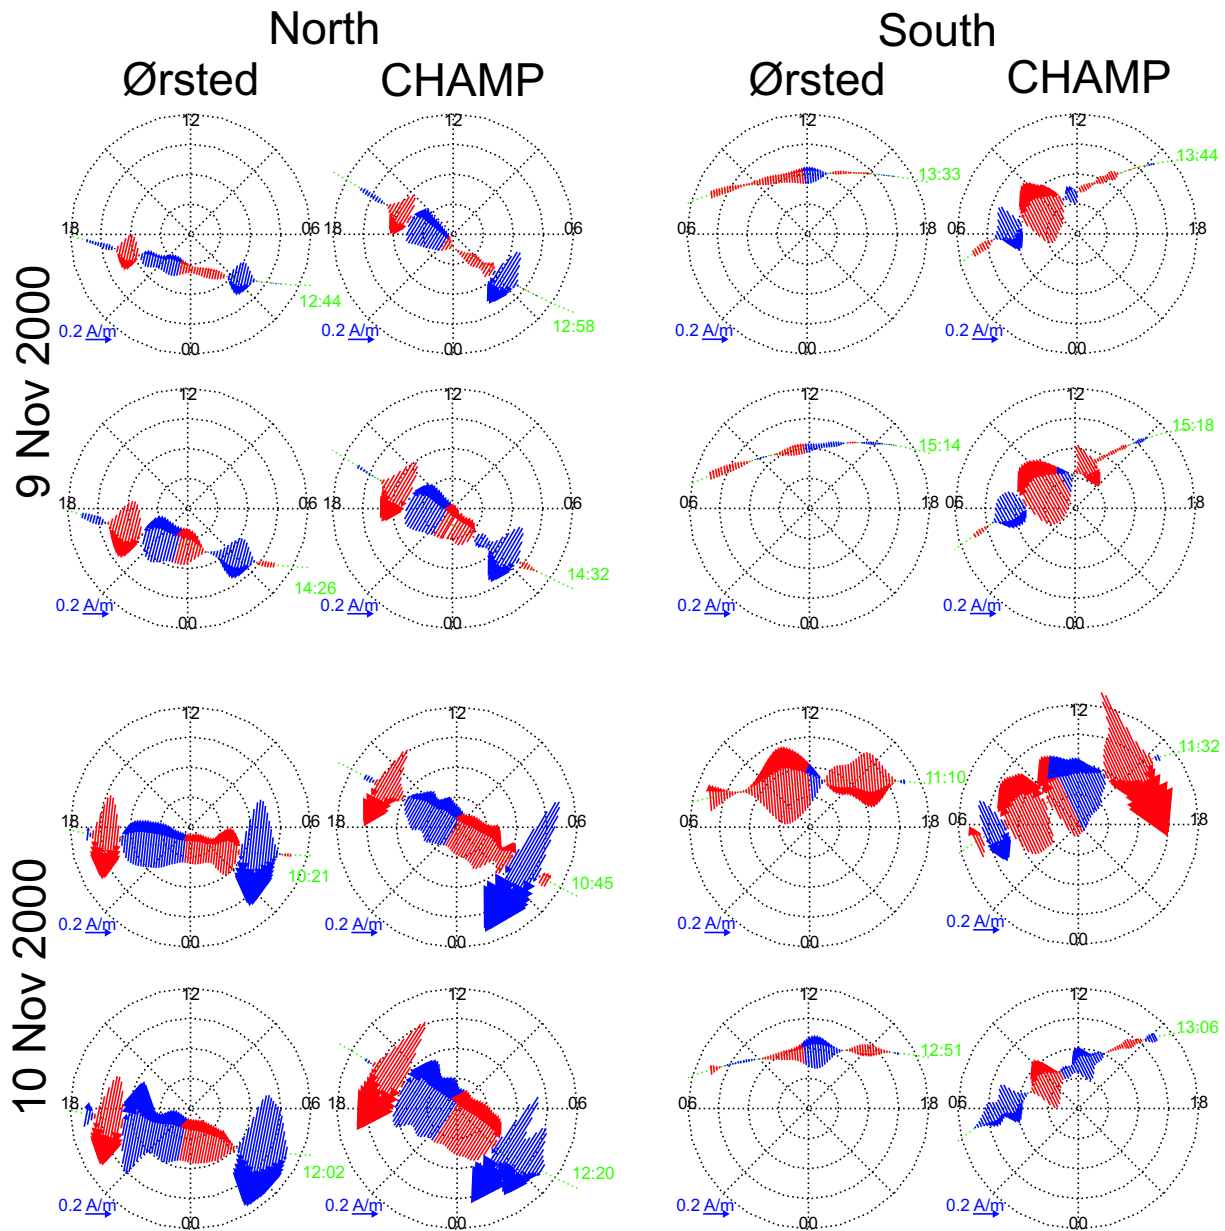 North South
Ørsted CHAMP Ørsted CHAMP
9 Nov 2000
12 18 06 00 12:44 0.2 A/m
12 18 06 00 12:58 0.2 A/m
12 06 00 13:33 0.2 A/m
12 06 18 00 13:44 0.2 A/m
12 18 06 00 14:26 0.2 A/m
12 18 06 00 14:32 0.2 A/m
12 06 18 00 15:14 0.2 A/m
12 06 18 00 15:18 0.2 A/m
10 Nov 2000
12 18 06 00 10:21 0.2 A/m
12 18 06 00 10:45 0.2 A/m
12 06 18 00 11:10 0.2 A/m
12 06 18 00 11:32 0.2 A/m
12 18 06 00 12:02 0.2 A/m
12 18 06 00 12:20 0.2 A/m
12 06 18 00 12:51 0.2 A/m
12 06 18 00 13:06 0.2 A/m